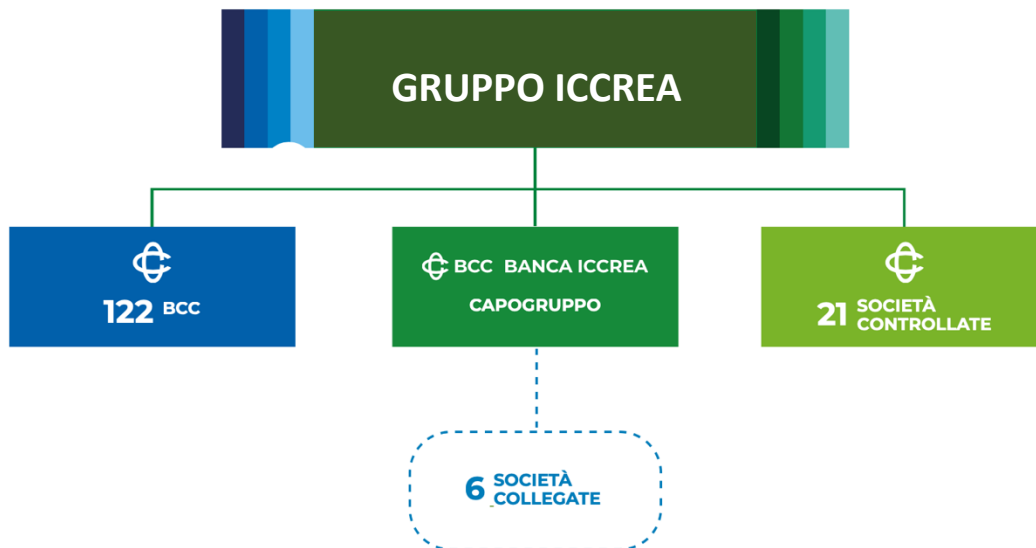 GRUPPO ICCREA
122 BCC
BCC BANCA ICCREA
CAPOGRUPPO
21 SOCIETÀ
CONTROLLATE
6 SOCIETÀ
COLLEGATE